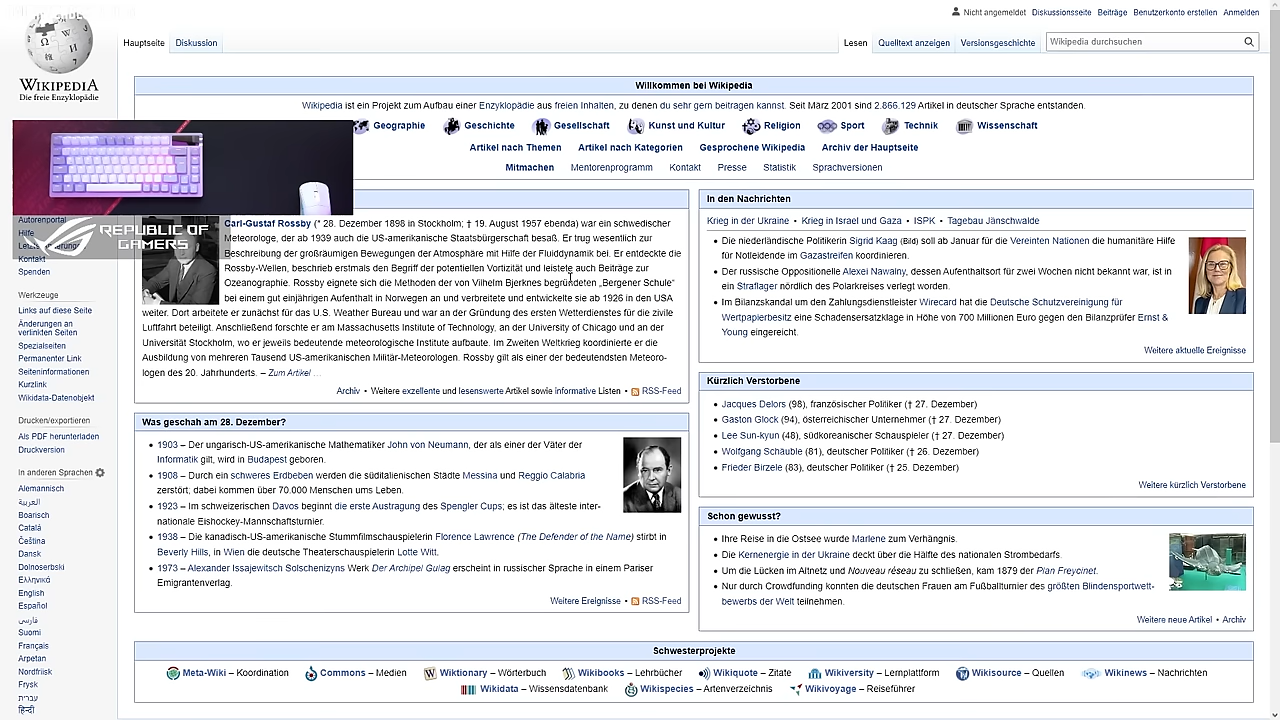 Nicht angemeldet Diskussionsseite Beiträge Benutzerkonto erstellen Anmelden
Hauptseite Diskussion Lesen Quelltext anzeigen Versionsgeschichte Wikipedia durchsuchen
WIKIPEDIA
Die freie Enzyklopädie
Willkommen bei Wikipedia
Wikipedia ist ein Projekt zum Aufbau einer Enzyklopädie aus freien Inhalten, zu denen du sehr gern beitragen kannst. Seit März 2001 sind 2.866.129 Artikel in deutscher Sprache entstanden.
Geographie Geschichte Gesellschaft Kunst und Kultur Religion Sport Technik Wissenschaft
Artikel nach Themen Artikel nach Kategorien Gesprochene Wikipedia Archiv der Hauptseite
Mitmachen Mentorenprogramm Kontakt Presse Statistik Sprachversionen
REPUBLIC OF
GAMERS
Autorenportal
Hilfe
Kontakt
Spenden
Werkzeuge
Links auf diese Seite
Änderungen an
verlinkten Seiten
Spezialseiten
Permanenter Link
Seiteninformationen
Kurzlink
Wikidata-Datenobjekt
Drucken/exportieren
Als PDF herunterladen
Druckversion
In anderen Sprachen
Alemannisch
العربية
Boarisch
Català
Čeština
Dansk
Dolnoserbski
Ελληνικά
English
Español
فارسی
Suomi
Français
Arpetan
Nordfriisk
Frysk
עברית
हिन्दी
Carl-Gustaf Rossby (* 28. Dezember 1898 in Stockholm; † 19. August 1957 ebenda) war ein schwedischer
Meteorologe, der ab 1939 auch die US-amerikanische Staatsbürgerschaft besaß. Er trug wesentlich zur
Beschreibung der großräumigen Bewegungen der Atmosphäre mit Hilfe der Fluiddynamik bei. Er entdeckte die
Rossby-Wellen, beschrieb erstmals den Begriff der potentiellen Vortizität und leistete auch Beiträge zur
Ozeanographie. Rossby eignete sich die Methoden der von Vilhelm Bjerknes begründeten „Bergener Schule“
bei einem gut einjährigen Aufenthalt in Norwegen an und verbreitete und entwickelte sie ab 1926 in den USA
weiter. Dort arbeitete er zunächst für das U.S. Weather Bureau und war an der Gründung des ersten Wetterdienstes für die zivile
Luftfahrt beteiligt. Anschließend forschte er am Massachusetts Institute of Technology, an der University of Chicago und an der
Universität Stockholm, wo er jeweils bedeutende meteorologische Institute aufbaute. Im Zweiten Weltkrieg koordinierte er die
Ausbildung von mehreren Tausend US-amerikanischen Militär-Meteorologen. Rossby gilt als einer der bedeutendsten Meteoro-
logen des 20. Jahrhunderts. – Zum Artikel …
Archiv • Weitere exzellente und lesenswerte Artikel sowie informative Listen • RSS-Feed
Was geschah am 28. Dezember?
• 1903 – Der ungarisch-US-amerikanische Mathematiker John von Neumann, der als einer der Väter der
Informatik gilt, wird in Budapest geboren.
• 1908 – Durch ein schweres Erdbeben werden die süditalienischen Städte Messina und Reggio Calabria
zerstört; dabei kommen über 70.000 Menschen ums Leben.
• 1923 – Im schweizerischen Davos beginnt die erste Austragung des Spengler Cups; es ist das älteste inter-
nationale Eishockey-Mannschaftsturnier.
• 1938 – Die kanadisch-US-amerikanische Stummfilmschauspielerin Florence Lawrence (The Defender of the Name) stirbt in
Beverly Hills, in Wien die deutsche Theaterschauspielerin Lotte Witt.
• 1973 – Alexander Issajewitsch Solschenizyns Werk Der Archipel Gulag erscheint in russischer Sprache in einem Pariser
Emigrantenverlag.
Weitere Ereignisse • RSS-Feed
In den Nachrichten
Krieg in der Ukraine • Krieg in Israel und Gaza • ISPK • Tagebau Jänschwalde
• Die niederländische Politikerin Sigrid Kaag (Bild) soll ab Januar für die Vereinten Nationen die humanitäre Hilfe
für Notleidende im Gazastreifen koordinieren.
• Der russische Oppositionelle Alexei Nawalny, dessen Aufenthaltsort für zwei Wochen nicht bekannt war, ist in
ein Straflager nördlich des Polarkreises verlegt worden.
• Im Bilanzskandal um den Zahlungsdienstleister Wirecard hat die Deutsche Schutzvereinigung für
Wertpapierbesitz eine Schadensersatzklage in Höhe von 700 Millionen Euro gegen den Bilanzprüfer Ernst &
Young eingereicht.
Weitere aktuelle Ereignisse
Kürzlich Verstorbene
• Jacques Delors (98), französischer Politiker († 27. Dezember)
• Gaston Glock (94), österreichischer Unternehmer († 27. Dezember)
• Lee Sun-kyun (48), südkoreanischer Schauspieler († 27. Dezember)
• Wolfgang Schäuble (81), deutscher Politiker († 26. Dezember)
• Frieder Birzele (83), deutscher Politiker († 25. Dezember)
Weitere kürzlich Verstorbene
Schon gewusst?
• Ihre Reise in die Ostsee wurde Marlene zum Verhängnis.
• Die Kernenergie in der Ukraine deckt über die Hälfte des nationalen Strombedarfs.
• Um die Lücken im Altnetz und Nouveau réseau zu schließen, kam 1879 der Plan Freycinet.
• Nur durch Crowdfunding konnten die deutschen Frauen am Fußballturnier des größten Blindensportwett-
bewerbs der Welt teilnehmen.
Weitere neue Artikel • Archiv
Schwesterprojekte
Meta-Wiki – Koordination Commons – Medien Wiktionary – Wörterbuch Wikibooks – Lehrbücher Wikiquote – Zitate Wikiversity – Lernplattform Wikisource – Quellen Wikinews – Nachrichten
Wikidata – Wissensdatenbank Wikispecies – Artenverzeichnis Wikivoyage – Reiseführer